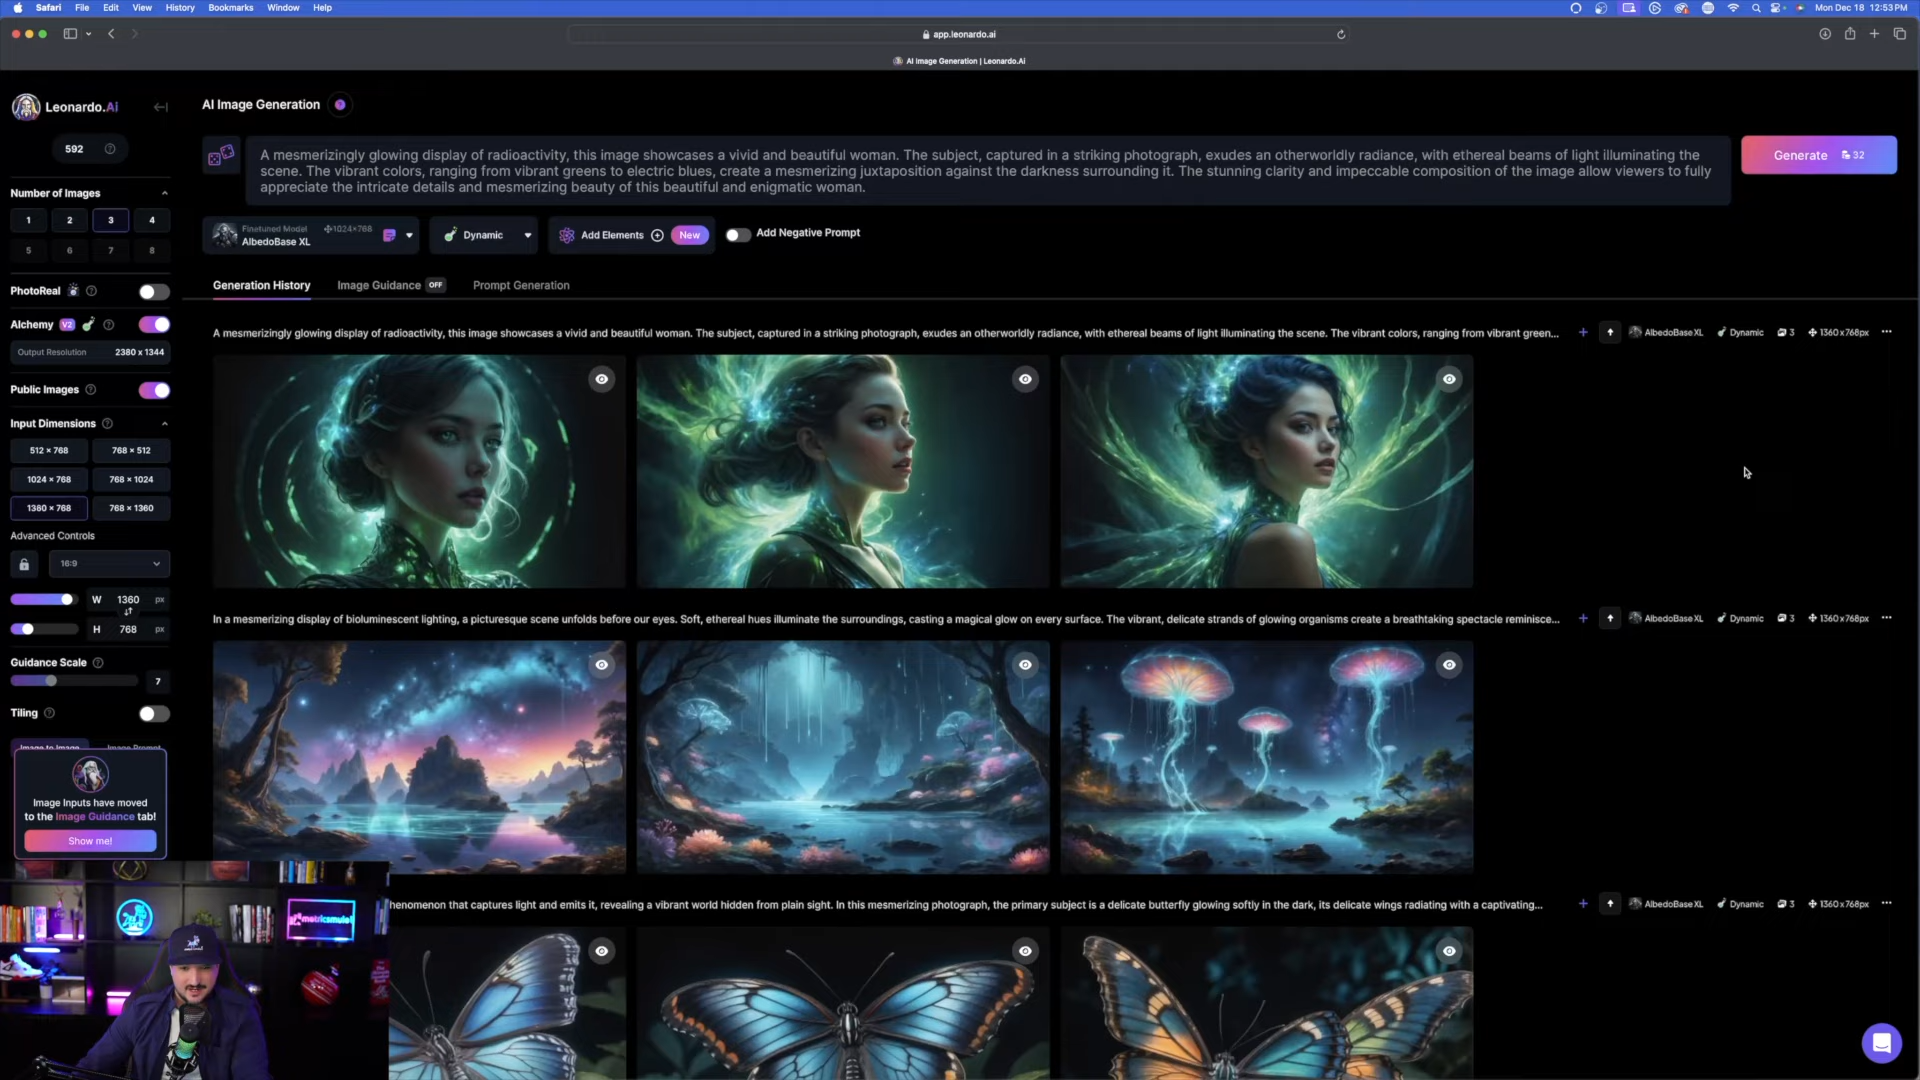 Safari File Edit View History Bookmarks Window Help
Mon Dec 18 12:53 PM
app.leonardo.ai
AI Image Generation | Leonardo.Ai
Leonardo.Ai
592
Number of Images
1 2 3 4
5 6 7 8
PhotoReal
Alchemy V2
Output Resolution 2380 x 1344
Public Images
Input Dimensions
512 × 768 768 × 512
1024 × 768 768 × 1024
1380 × 768 768 × 1360
Advanced Controls
16:9
W 1360 px
H 768 px
Guidance Scale
7
Tiling
Image to Image Image Prompt
Image Inputs have moved
to the Image Guidance tab!
Show me!
AI Image Generation
A mesmerizingly glowing display of radioactivity, this image showcases a vivid and beautiful woman. The subject, captured in a striking photograph, exudes an otherworldly radiance, with ethereal beams of light illuminating the
scene. The vibrant colors, ranging from vibrant greens to electric blues, create a mesmerizing juxtaposition against the darkness surrounding it. The stunning clarity and impeccable composition of the image allow viewers to fully
appreciate the intricate details and mesmerizing beauty of this beautiful and enigmatic woman.
Generate 32
Finetuned Model 1024×768
AlbedoBase XL
Dynamic
Add Elements New
Add Negative Prompt
Generation History Image Guidance OFF Prompt Generation
A mesmerizingly glowing display of radioactivity, this image showcases a vivid and beautiful woman. The subject, captured in a striking photograph, exudes an otherworldly radiance, with ethereal beams of light illuminating the scene. The vibrant colors, ranging from vibrant green... AlbedoBase XL Dynamic 3 1360x768px
In a mesmerizing display of bioluminescent lighting, a picturesque scene unfolds before our eyes. Soft, ethereal hues illuminate the surroundings, casting a magical glow on every surface. The vibrant, delicate strands of glowing organisms create a breathtaking spectacle reminisce... AlbedoBase XL Dynamic 3 1360x768px
henomenon that captures light and emits it, revealing a vibrant world hidden from plain sight. In this mesmerizing photograph, the primary subject is a delicate butterfly glowing softly in the dark, its delicate wings radiating with a captivating... AlbedoBase XL Dynamic 3 1360x768px
metricsmule